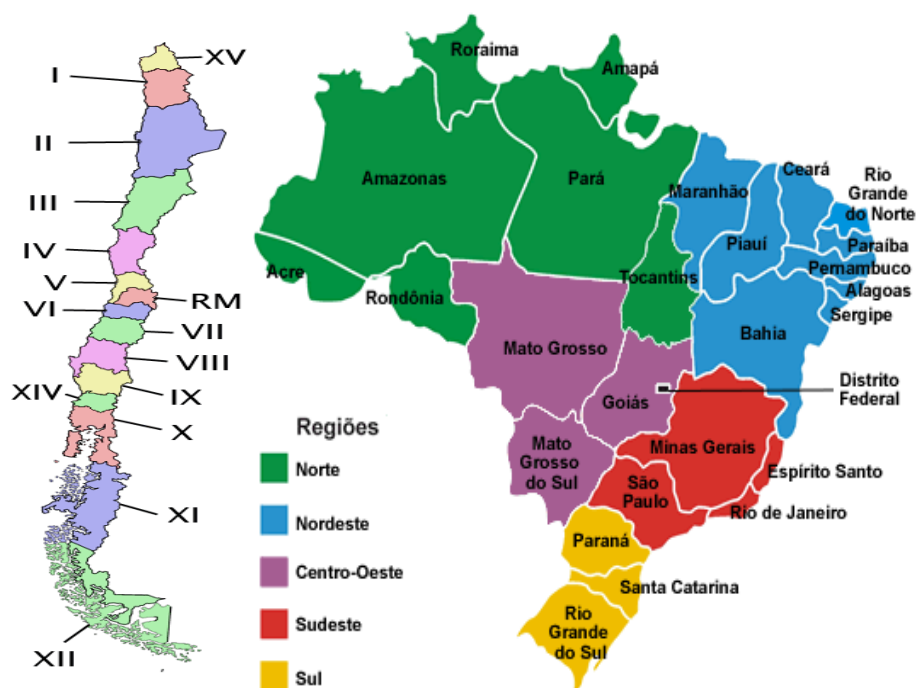 XV
I
II
III
IV
V
RM
VI
VII
VIII
XIV
IX
X
XI
XII
Roraima
Amapá
Amazonas
Pará
Maranhão
Ceará
Rio
Grande
do Norte
Piauí
Paraíba
Pernambuco
Acre
Rondônia
Tocantins
Alagoas
Sergipe
Bahia
Mato Grosso
Goiás
Distrito
Federal
Mato
Grosso
do Sul
Minas Gerais
Espírito Santo
São
Paulo
Rio de Janeiro
Paraná
Santa Catarina
Rio
Grande
do Sul
Regiões
Norte
Nordeste
Centro-Oeste
Sudeste
Sul